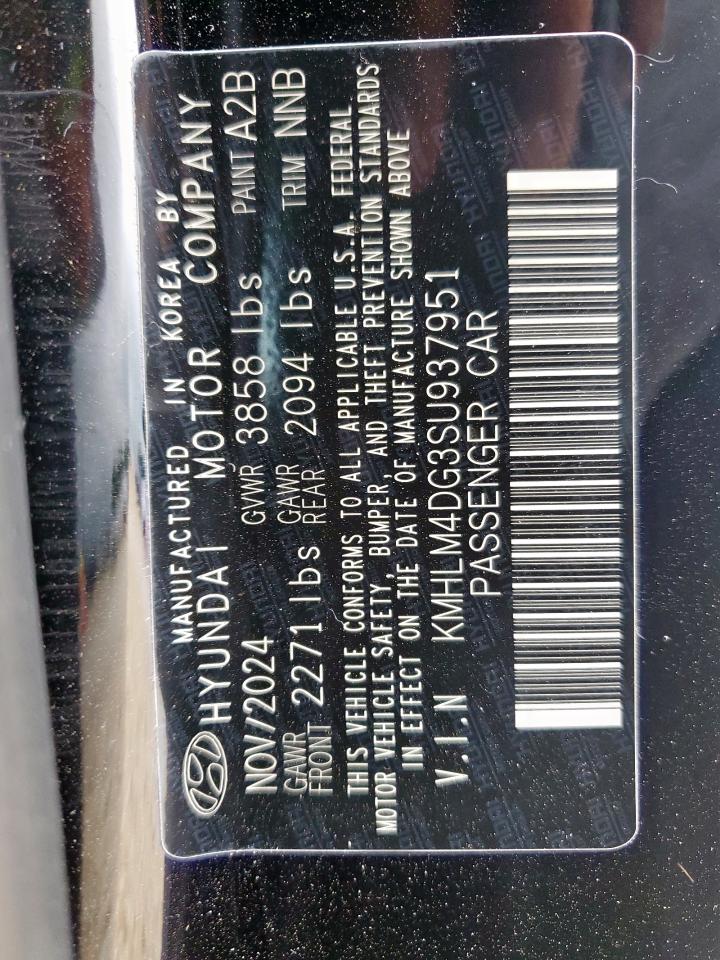 MANUFACTURED IN KOREA BY
HYUNDAI MOTOR COMPANY
NOV/2024 GVWR 3858 lbs PAINT A2B
GAWR FRONT 2271 lbs GAWR REAR 2094 lbs TRIM NNB
THIS VEHICLE CONFORMS TO ALL APPLICABLE U.S.A. FEDERAL
MOTOR VEHICLE SAFETY, BUMPER, AND THEFT PREVENTION STANDARDS
IN EFFECT ON THE DATE OF MANUFACTURE SHOWN ABOVE
V.I.N KMHLM4DG3SU937951
PASSENGER CAR